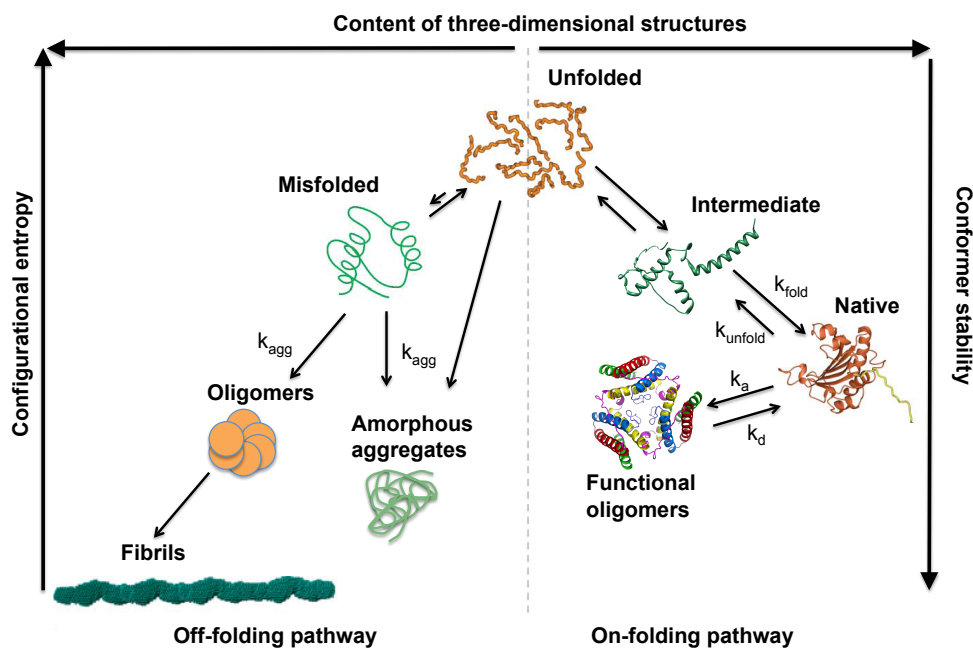 Content of three-dimensional structures
Unfolded
Misfolded
Intermediate
Configurational entropy
Conformer stability
k_fold
Native
k_unfold
k_agg
k_agg
Oligomers
k_a
k_d
Amorphous
aggregates
Functional
oligomers
Fibrils
Off-folding pathway
On-folding pathway